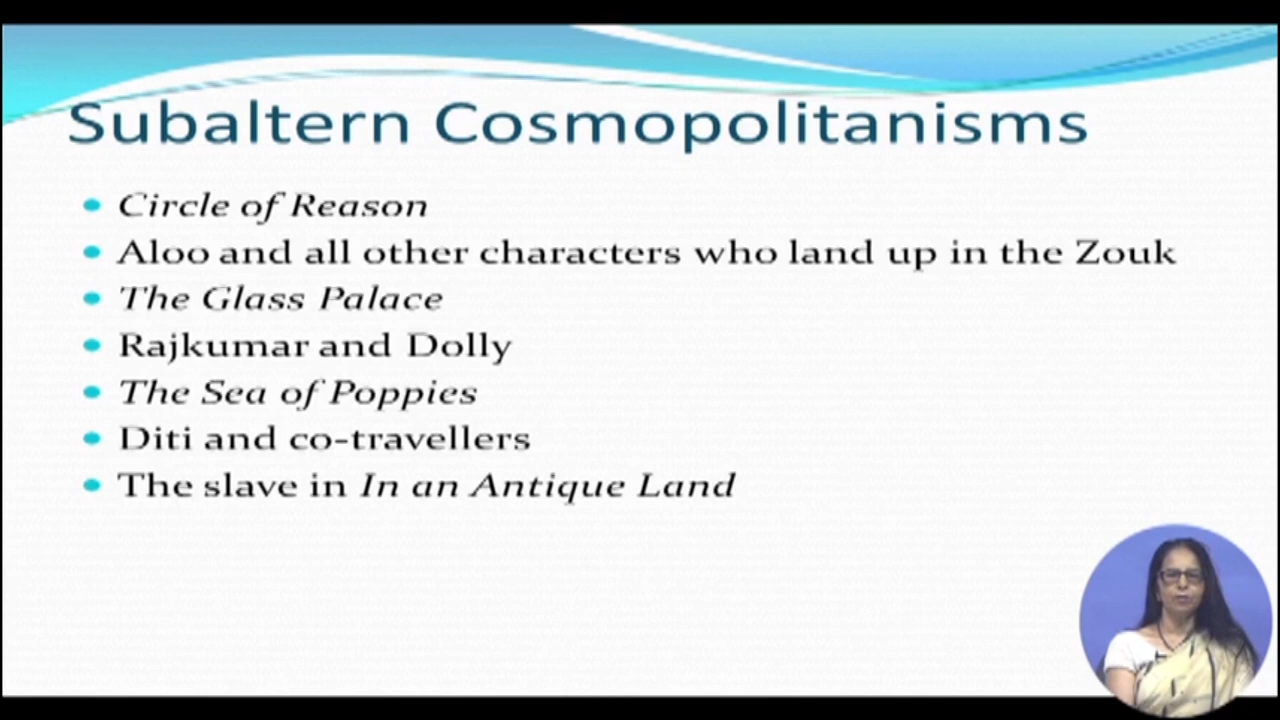 Subaltern Cosmopolitanisms
Circle of Reason
Aloo and all other characters who land up in the Zouk
The Glass Palace
Rajkumar and Dolly
The Sea of Poppies
Diti and co-travellers
The slave in In an Antique Land